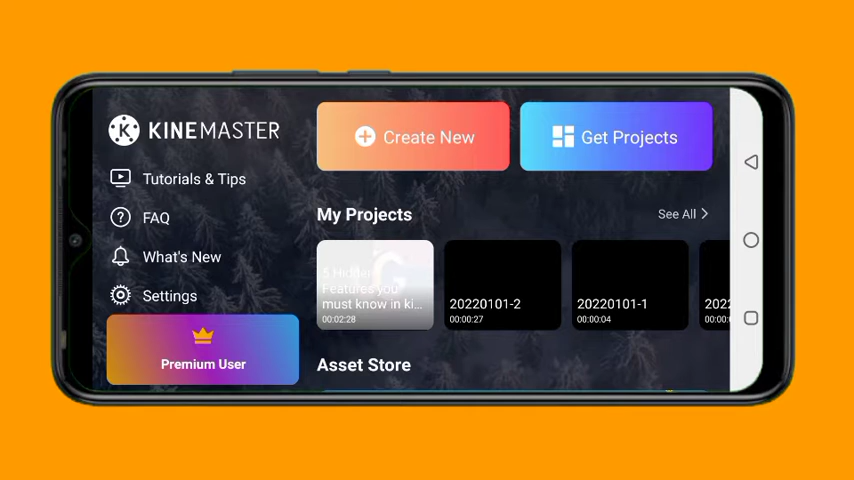 KINEMASTER
Tutorials & Tips
FAQ
What's New
Settings
Premium User
Create New
Get Projects
My Projects
See All
5 Hidden
Features you
must know in ki...
00:02:28
20220101-2
00:00:27
20220101-1
00:00:04
Asset Store